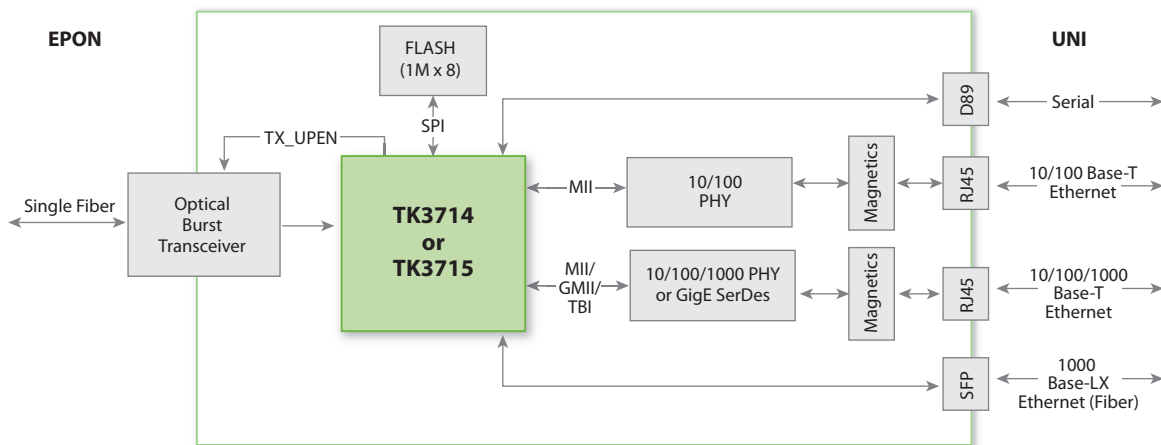 EPON
UNI
FLASH
(1M x 8)
SPI
TX_UPEN
D89
Serial
Single Fiber
Optical
Burst
Transceiver
TK3714
or
TK3715
MII
10/100
PHY
Magnetics
RJ45
10/100 Base-T
Ethernet
MII/
GMII/
TBI
10/100/1000 PHY
or GigE SerDes
Magnetics
RJ45
10/100/1000
Base-T
Ethernet
SFP
1000
Base-LX
Ethernet (Fiber)